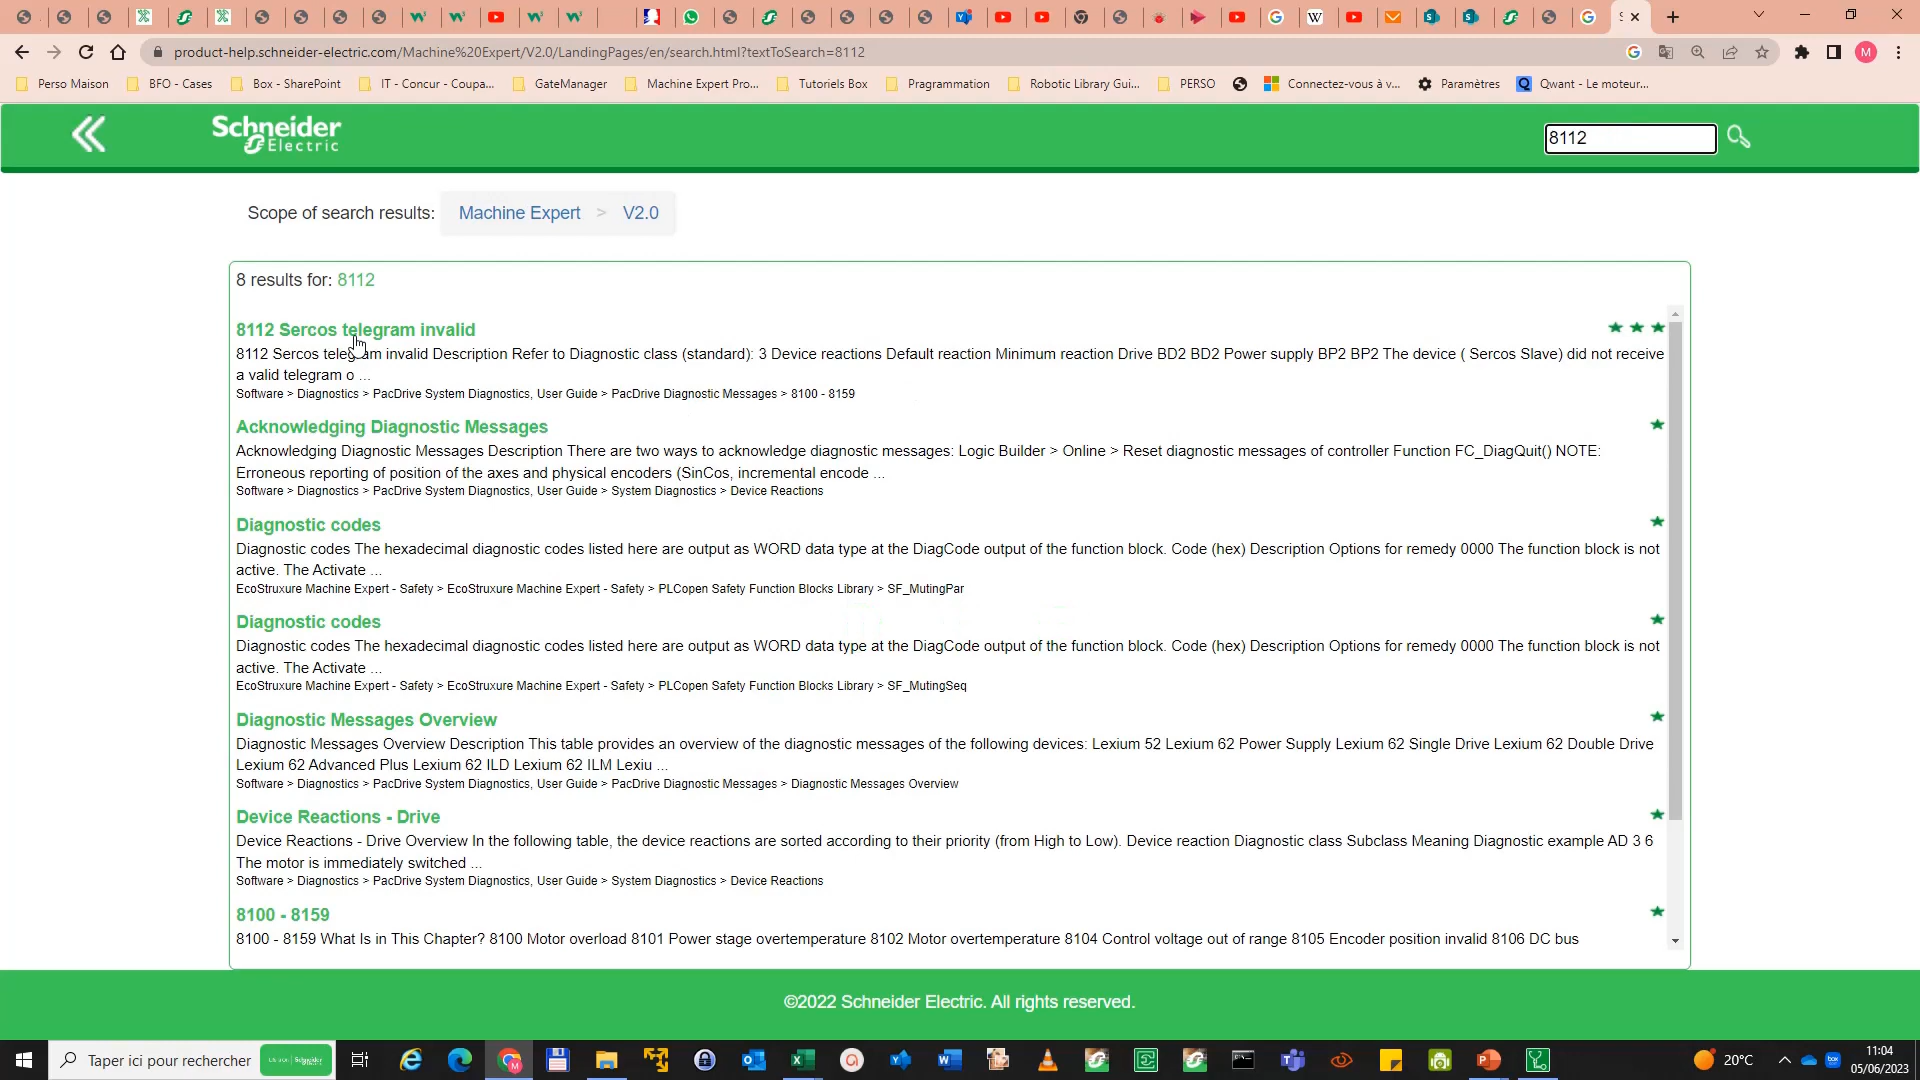 product-help.schneider-electric.com/Machine%20Expert/V2.0/LandingPages/en/search.html?textToSearch=8112
Perso Maison BFO - Cases Box - SharePoint IT - Concur - Coupa... GateManager Machine Expert Pro... Tutoriels Box Pragrammation Robotic Library Gui... PERSO Connectez-vous à v... Paramètres Qwant - Le moteur...
Schneider Electric
8112
Scope of search results: Machine Expert > V2.0
8 results for: 8112
8112 Sercos telegram invalid
8112 Sercos telegram invalid Description Refer to Diagnostic class (standard): 3 Device reactions Default reaction Minimum reaction Drive BD2 BD2 Power supply BP2 BP2 The device ( Sercos Slave) did not receive
a valid telegram o ...
Software > Diagnostics > PacDrive System Diagnostics, User Guide > PacDrive Diagnostic Messages > 8100 - 8159
Acknowledging Diagnostic Messages
Acknowledging Diagnostic Messages Description There are two ways to acknowledge diagnostic messages: Logic Builder > Online > Reset diagnostic messages of controller Function FC_DiagQuit() NOTE:
Erroneous reporting of position of the axes and physical encoders (SinCos, incremental encode ...
Software > Diagnostics > PacDrive System Diagnostics, User Guide > System Diagnostics > Device Reactions
Diagnostic codes
Diagnostic codes The hexadecimal diagnostic codes listed here are output as WORD data type at the DiagCode output of the function block. Code (hex) Description Options for remedy 0000 The function block is not
active. The Activate ...
EcoStruxure Machine Expert - Safety > EcoStruxure Machine Expert - Safety > PLCopen Safety Function Blocks Library > SF_MutingPar
Diagnostic codes
Diagnostic codes The hexadecimal diagnostic codes listed here are output as WORD data type at the DiagCode output of the function block. Code (hex) Description Options for remedy 0000 The function block is not
active. The Activate ...
EcoStruxure Machine Expert - Safety > EcoStruxure Machine Expert - Safety > PLCopen Safety Function Blocks Library > SF_MutingSeq
Diagnostic Messages Overview
Diagnostic Messages Overview Description This table provides an overview of the diagnostic messages of the following devices: Lexium 52 Lexium 62 Power Supply Lexium 62 Single Drive Lexium 62 Double Drive
Lexium 62 Advanced Plus Lexium 62 ILD Lexium 62 ILM Lexiu ...
Software > Diagnostics > PacDrive System Diagnostics, User Guide > PacDrive Diagnostic Messages > Diagnostic Messages Overview
Device Reactions - Drive
Device Reactions - Drive Overview In the following table, the device reactions are sorted according to their priority (from High to Low). Device reaction Diagnostic class Subclass Meaning Diagnostic example AD 3 6
The motor is immediately switched ...
Software > Diagnostics > PacDrive System Diagnostics, User Guide > System Diagnostics > Device Reactions
8100 - 8159
8100 - 8159 What Is in This Chapter? 8100 Motor overload 8101 Power stage overtemperature 8102 Motor overtemperature 8104 Control voltage out of range 8105 Encoder position invalid 8106 DC bus
©2022 Schneider Electric. All rights reserved.
Taper ici pour rechercher
20°C
11:04
05/06/2023